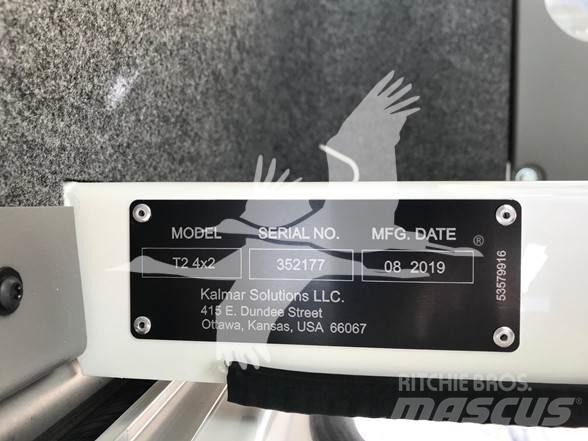 MODEL SERIAL NO. MFG. DATE
T2 4x2 352177 08 2019
®
Kalmar Solutions LLC.
415 E. Dundee Street
Ottawa, Kansas, USA 66067
53579916
RITCHIE BROS.
MASCUS